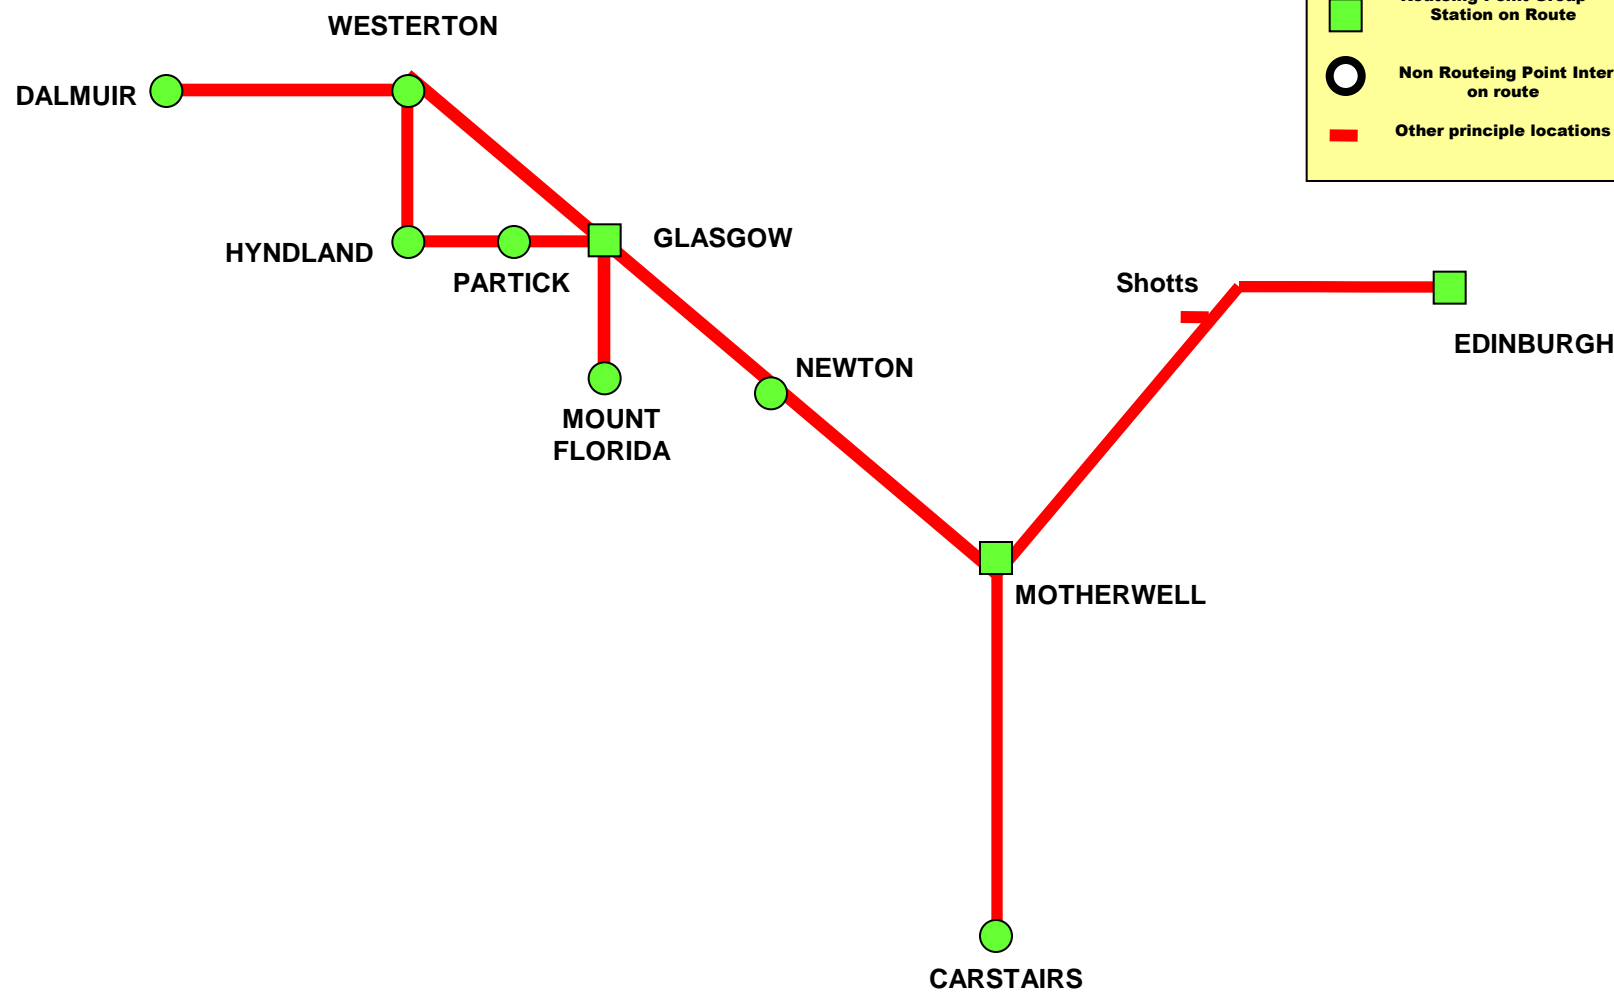 WESTERTON
Station on Route
DALMUIR
Non Routeing Point Inter
on route
Other principle locations
HYNDLAND
GLASGOW
PARTICK
Shotts
EDINBURGH
NEWTON
MOUNT
FLORIDA
MOTHERWELL
CARSTAIRS